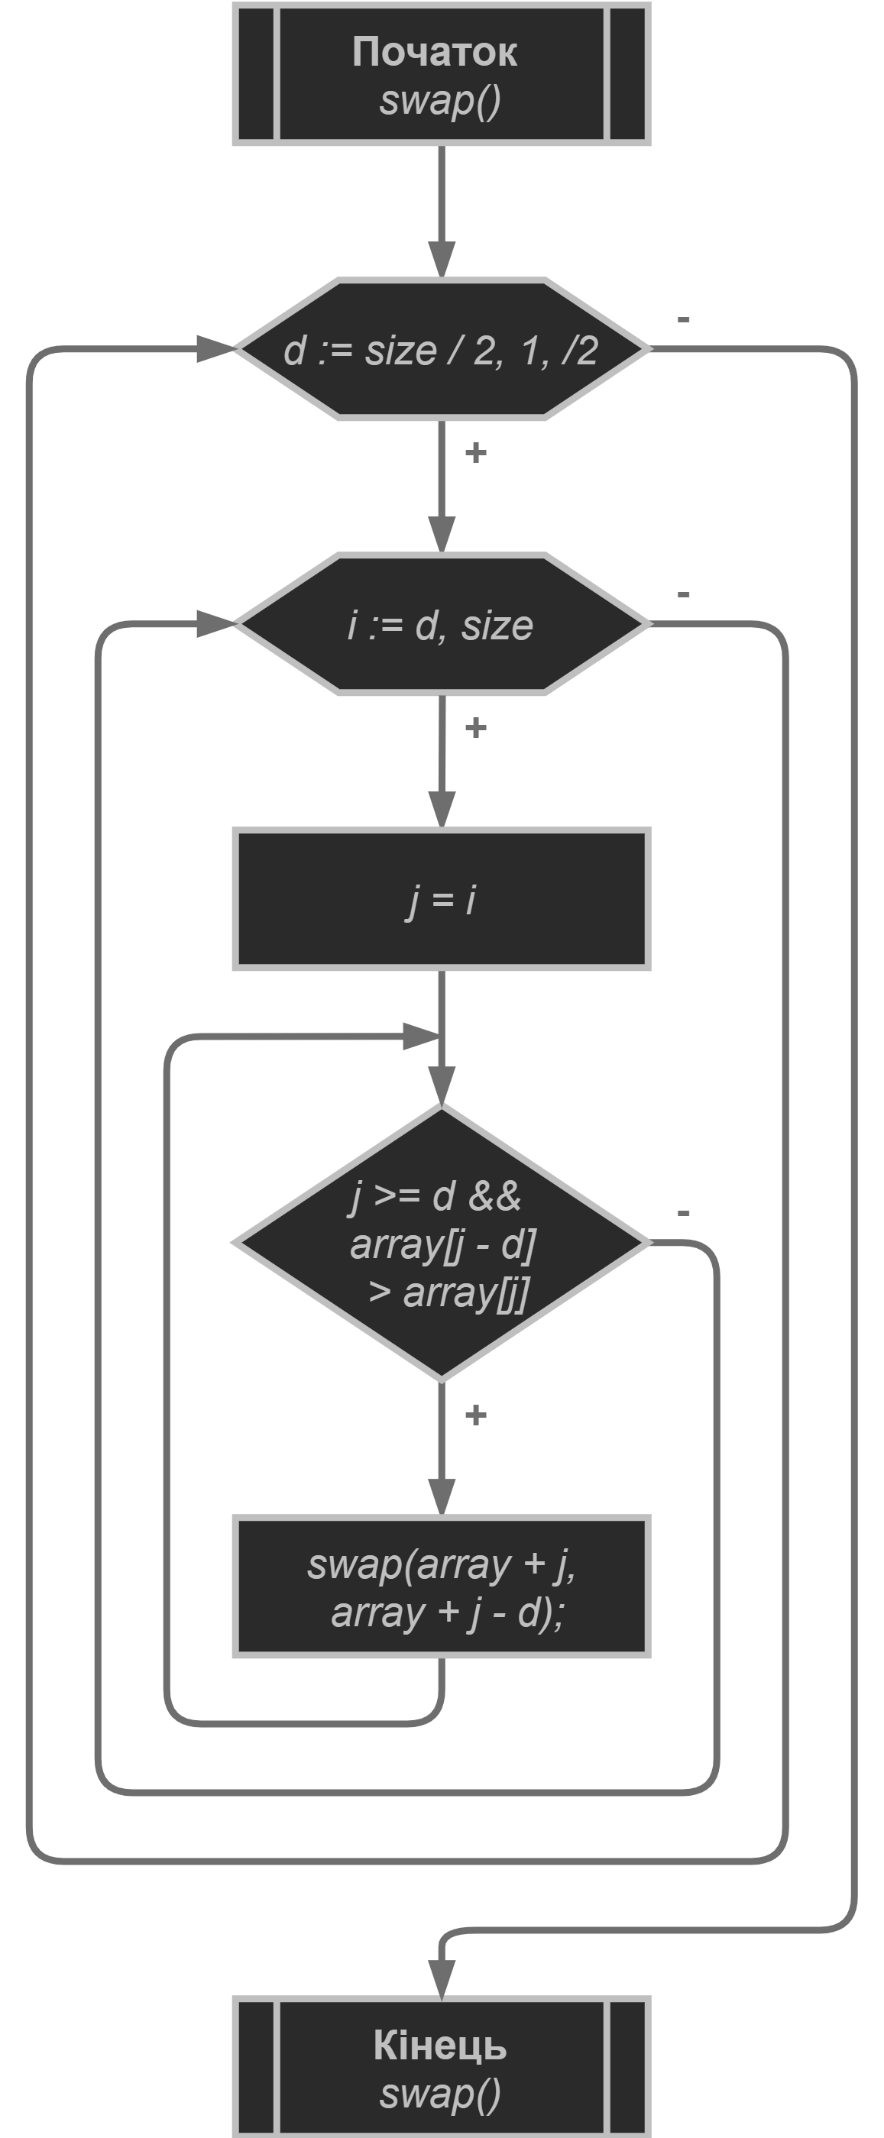 Початок
swap()
d := size / 2, 1, /2
-
+
i := d, size
-
+
j = i
j >= d &&
array[j - d]
> array[j]
-
+
swap(array + j,
array + j - d);
Кінець
swap()